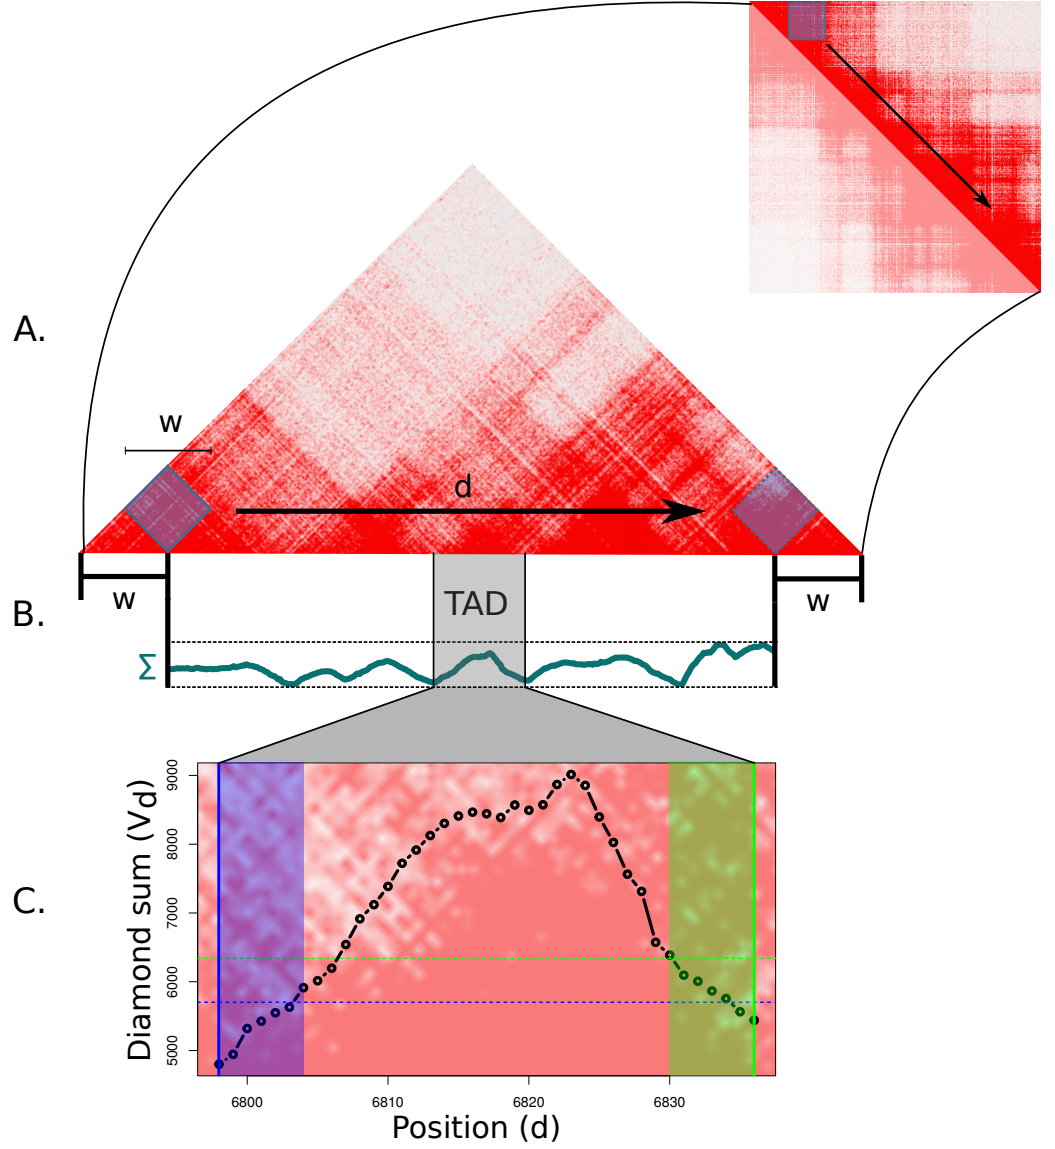 A.
w
d
w
w
B.
TAD
Σ
C.
Diamond sum (Vd)
9000
8000
7000
6000
5000
6800
6810
6820
6830
Position (d)